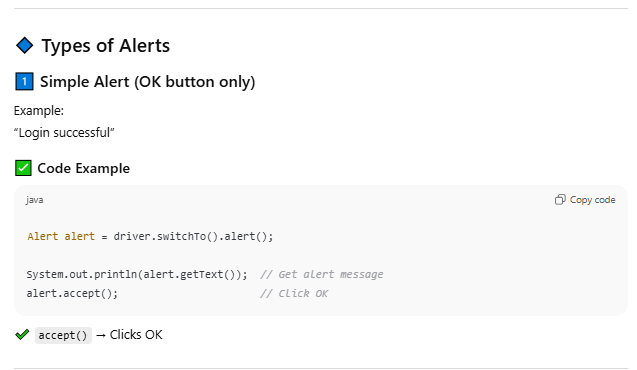 🔷 Types of Alerts
1️⃣ Simple Alert (OK button only)
Example:
“Login successful”
✅ Code Example
java
Copy code
Alert alert = driver.switchTo().alert();
System.out.println(alert.getText());  // Get alert message
alert.accept();                       // Click OK
✔ accept() → Clicks OK